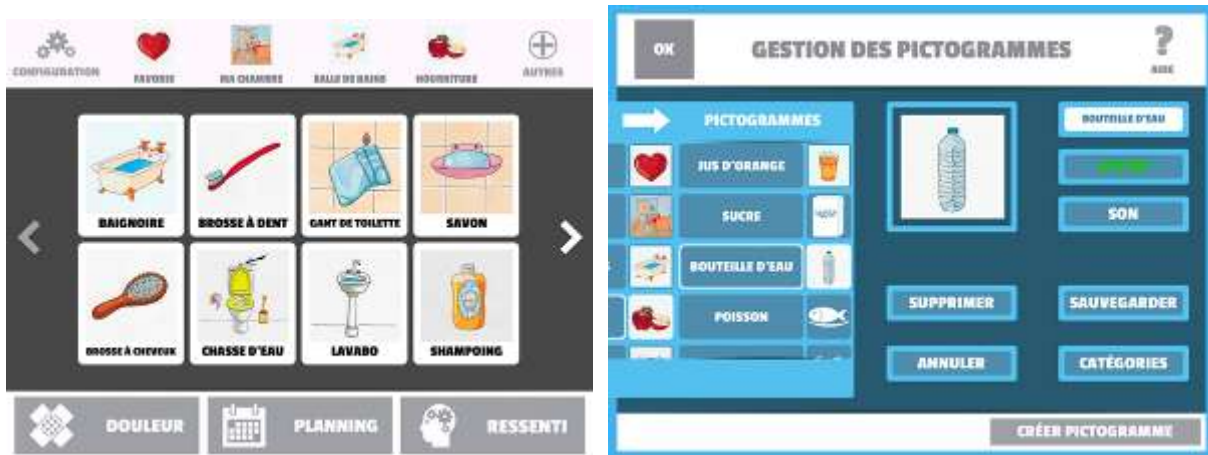 CONFIGURATION
FAVORIS
MA CHAMBRE
SALLE DE BAINS
NOURRITURE
AUTRES
BAIGNOIRE
BROSSE À DENT
GANT DE TOILETTE
SAVON
BROSSE À CHEVEUX
CHASSE D'EAU
LAVABO
SHAMPOING
DOULEUR
PLANNING
RESSENTI
OK
GESTION DES PICTOGRAMMES
?
AIDE
PICTOGRAMMES
JUS D'ORANGE
SUCRE
BOUTEILLE D'EAU
POISSON
BOUTEILLE D'EAU
SON
SUPPRIMER
SAUVEGARDER
ANNULER
CATÉGORIES
CRÉER PICTOGRAMME